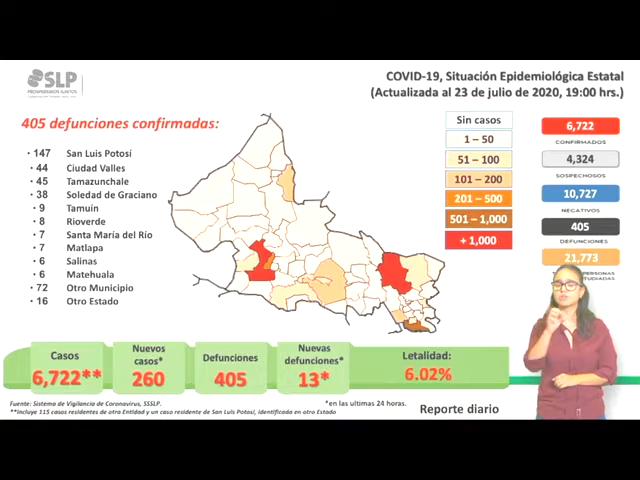 SLP
PROSPEREMOS JUNTOS
COVID-19, Situación Epidemiológica Estatal
(Actualizada al 23 de julio de 2020, 19:00 hrs.)
405 defunciones confirmadas:
• 147 San Luis Potosí
• 44 Ciudad Valles
• 45 Tamazunchale
• 38 Soledad de Graciano
• 9 Tamuín
• 8 Rioverde
• 7 Santa María del Río
• 7 Matlapa
• 6 Salinas
• 6 Matehuala
• 72 Otro Municipio
• 16 Otro Estado
Sin casos
1 – 50
51 – 100
101 – 200
201 – 500
501 – 1,000
+ 1,000
6,722
CONFIRMADOS
4,324
SOSPECHOSOS
10,727
NEGATIVOS
405
DEFUNCIONES
21,773
Casos
6,722**
Nuevos casos*
260
Defunciones
405
Nuevas defunciones*
13*
Letalidad:
6.02%
Fuente: Sistema de Vigilancia de Coronavirus, SSSLP.
*en las ultimas 24 horas.
**Incluye 115 casos residentes de otro Entidad y un caso residente de San Luis Potosí, identificada en otro Estado
Reporte diario